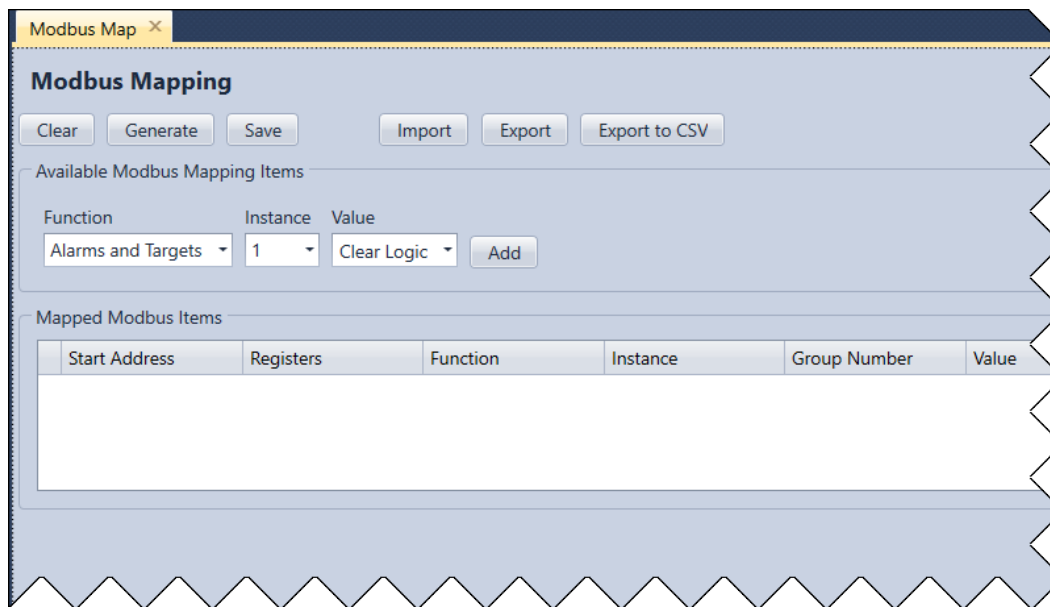 Modbus Map ×
Modbus Mapping
Clear Generate Save Import Export Export to CSV
Available Modbus Mapping Items
Function Instance Value
Alarms and Targets 1 Clear Logic Add
Mapped Modbus Items
Start Address Registers Function Instance Group Number Value